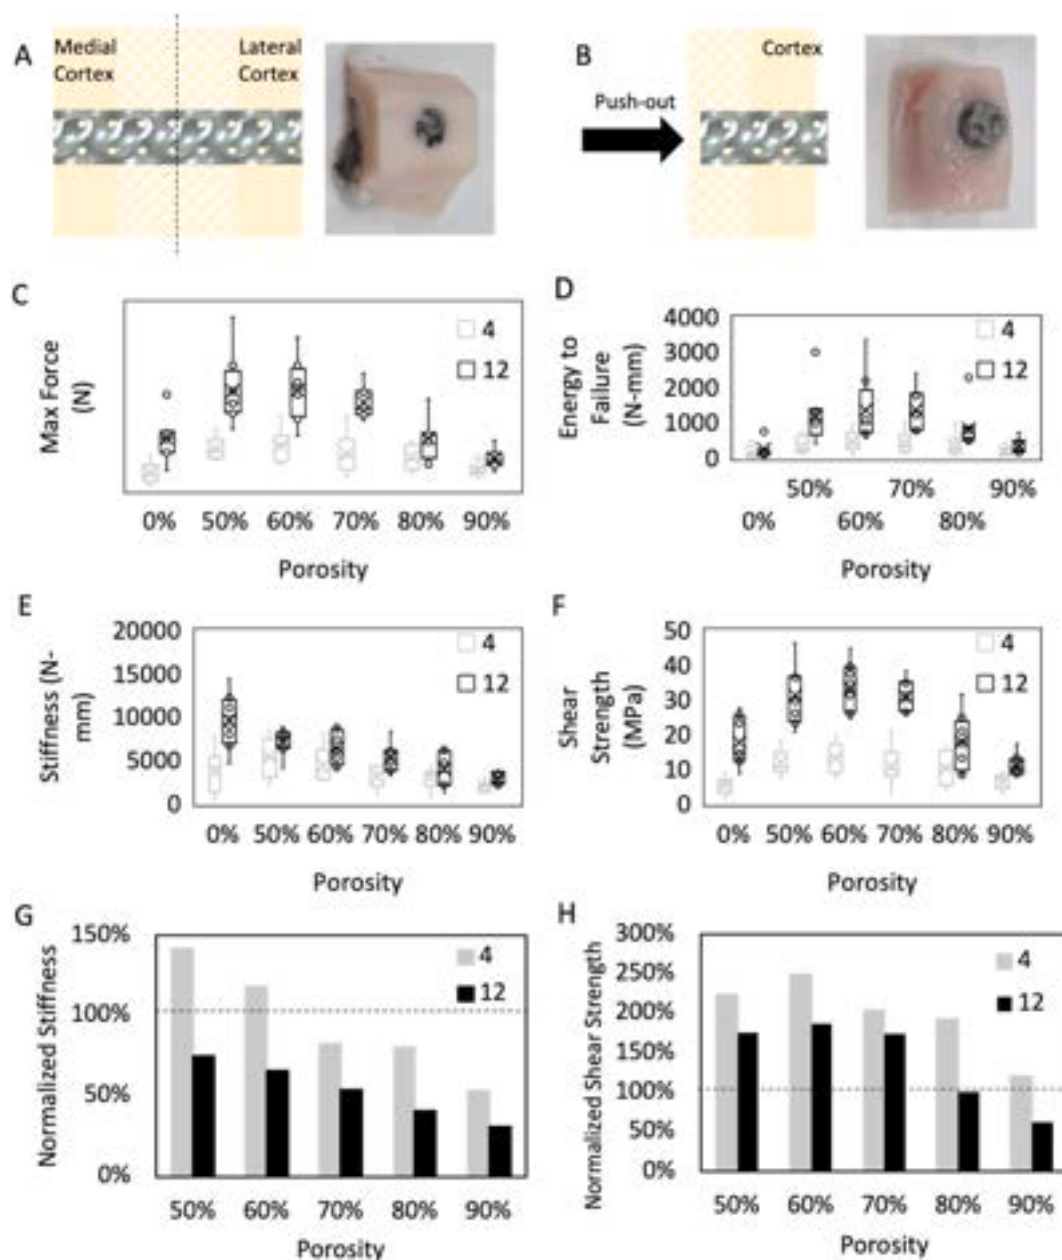 A
Medial
Cortex
Lateral
Cortex
B
Cortex
Push-out
C
Max Force
(N)
4
12
0% 50% 60% 70% 80% 90%
Porosity
D
Energy to
Failure
(N-mm)
4000
3000
2000
1000
0
4
12
50% 70% 90%
0% 60% 80%
Porosity
E
Stiffness (N-
mm)
20000
15000
10000
5000
0
4
12
0% 50% 60% 70% 80% 90%
Porosity
F
Shear
Strength
(MPa)
50
40
30
20
10
0
4
12
0% 50% 60% 70% 80% 90%
Porosity
G
Normalized Stiffness
150%
100%
50%
0%
4
12
50% 60% 70% 80% 90%
Porosity
H
Normalized Shear Strength
300%
250%
200%
150%
100%
50%
0%
4
12
50% 60% 70% 80% 90%
Porosity